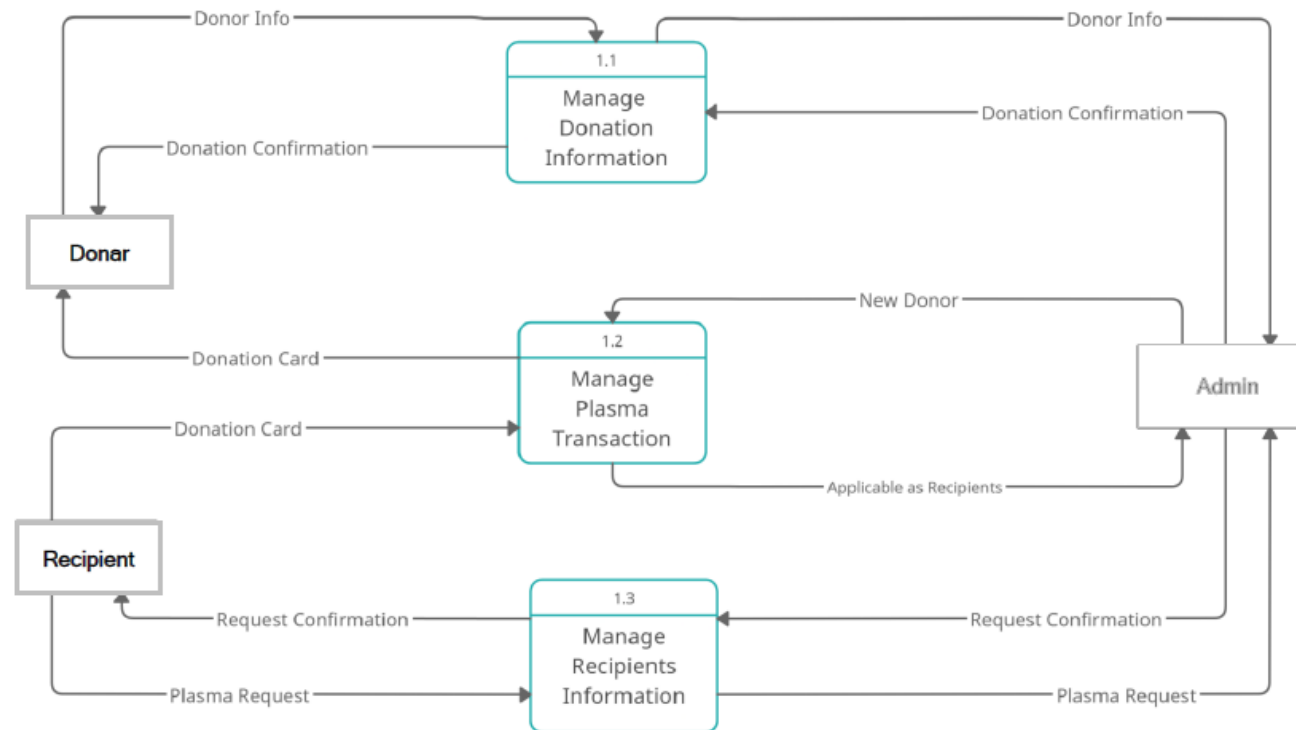 Donor Info
Donor Info
1.1
Manage
Donation
Information
Donation Confirmation
Donation Confirmation
Donar
New Donor
1.2
Manage
Plasma
Transaction
Donation Card
Admin
Donation Card
Applicable as Recipients
Recipient
1.3
Manage
Recipients
Information
Request Confirmation
Request Confirmation
Plasma Request
Plasma Request